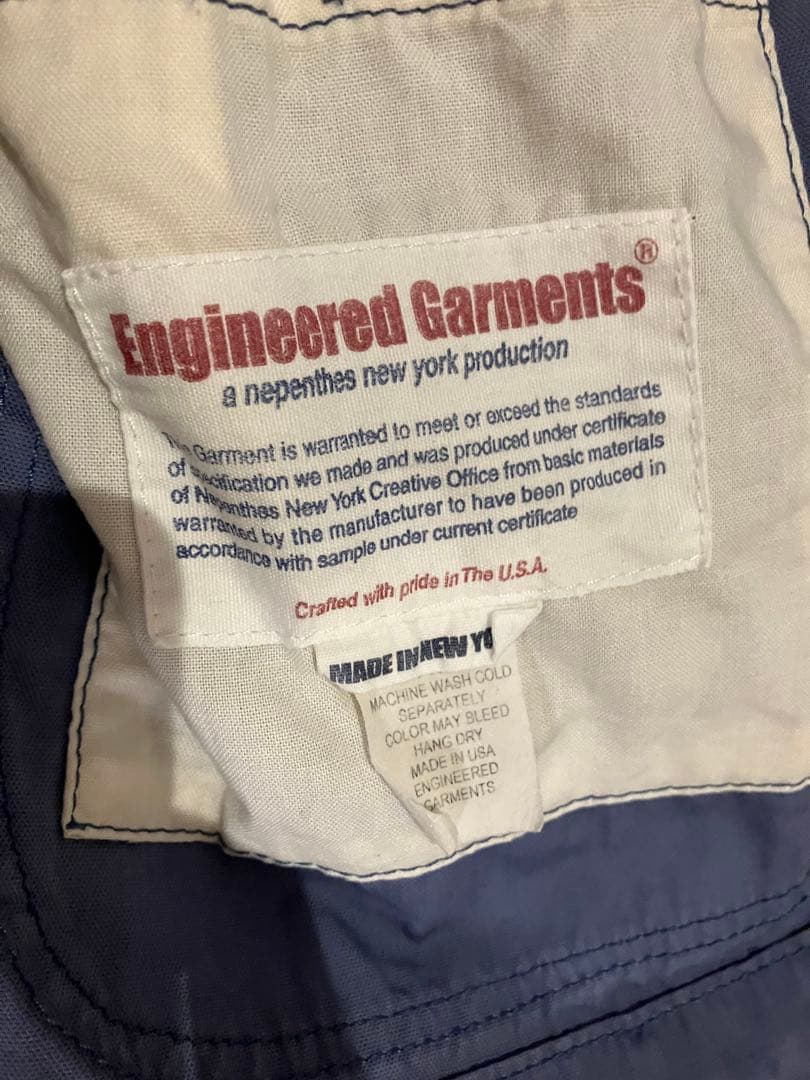 Engineered Garments®
a nepenthes new york production
The Garment is warranted to meet or exceed the standards
of specification we made and was produced under certificate
of Nepenthes New York Creative Office from basic materials
warranted by the manufacturer to have been produced in
accordance with sample under current certificate
Crafted with pride in The U.S.A.
MADE IN NEW YO
MACHINE WASH COLD
SEPARATELY
COLOR MAY BLEED
HANG DRY
MADE IN USA
ENGINEERED
GARMENTS